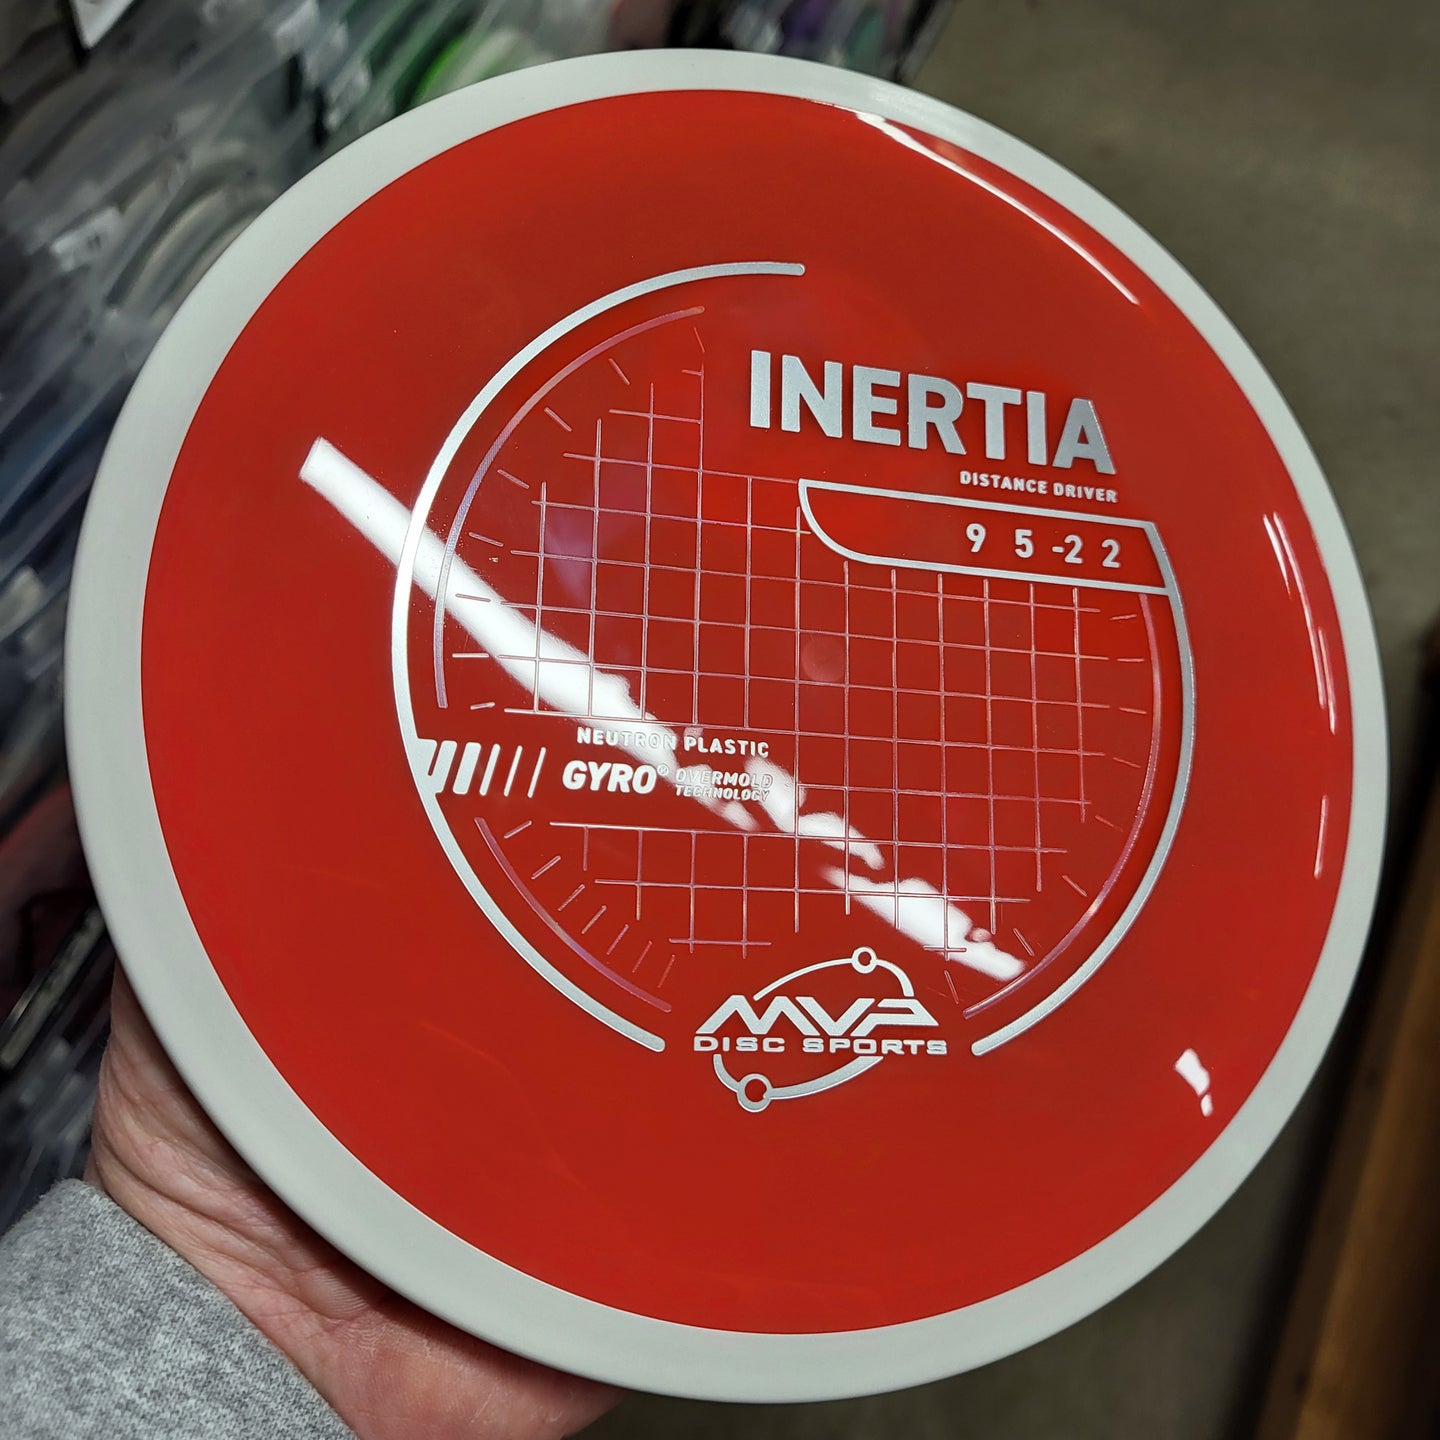 INERTIA
DISTANCE DRIVER
9 5 -2 2
NEUTRON PLASTIC
GYRO® OVERMOLD
TECHNOLOGY
MVP
DISC SPORTS